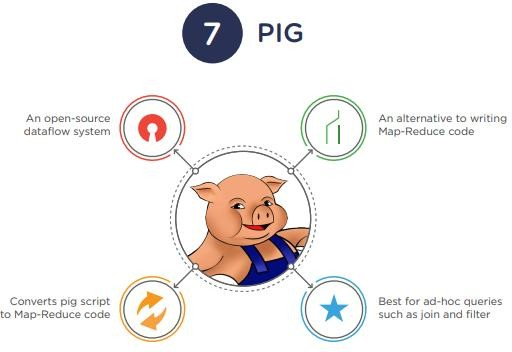 7 PIG
An open-source
dataflow system
An alternative to writing
Map-Reduce code
Converts pig script
to Map-Reduce code
Best for ad-hoc queries
such as join and filter